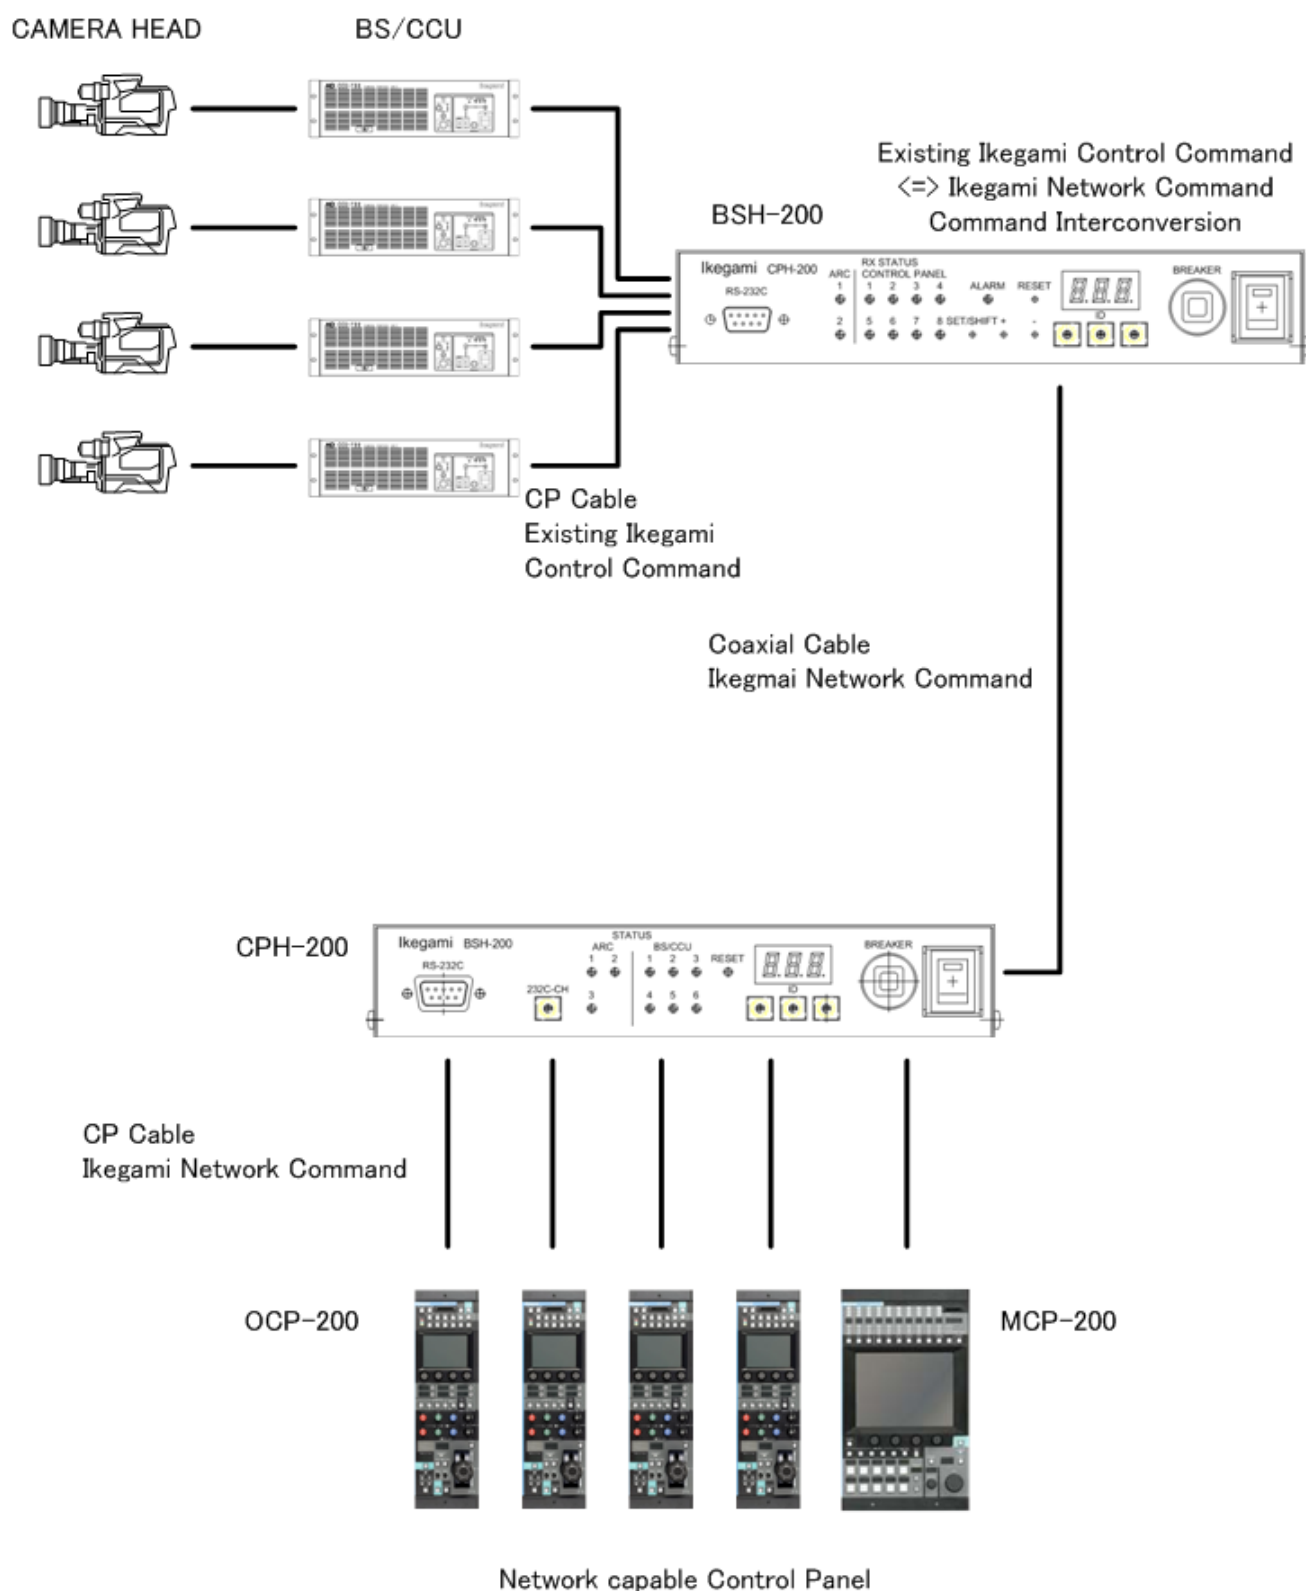 CAMERA HEAD
BS/CCU
Existing Ikegami Control Command
<=> Ikegami Network Command
Command Interconversion
BSH-200
Ikegami CPH-200
RS-232C
ARC
RX STATUS
CONTROL PANEL
1 1 2 3 4
ALARM RESET
2 5 6 7 8 SET/SHIFT + -
ID
BREAKER
CP Cable
Existing Ikegami
Control Command
Coaxial Cable
Ikegmai Network Command
CPH-200
Ikegami BSH-200
RS-232C
232C-CH
STATUS
ARC BS/CCU
1 2 1 2 3 RESET
3 4 5 6
ID
BREAKER
CP Cable
Ikegami Network Command
OCP-200
MCP-200
Network capable Control Panel